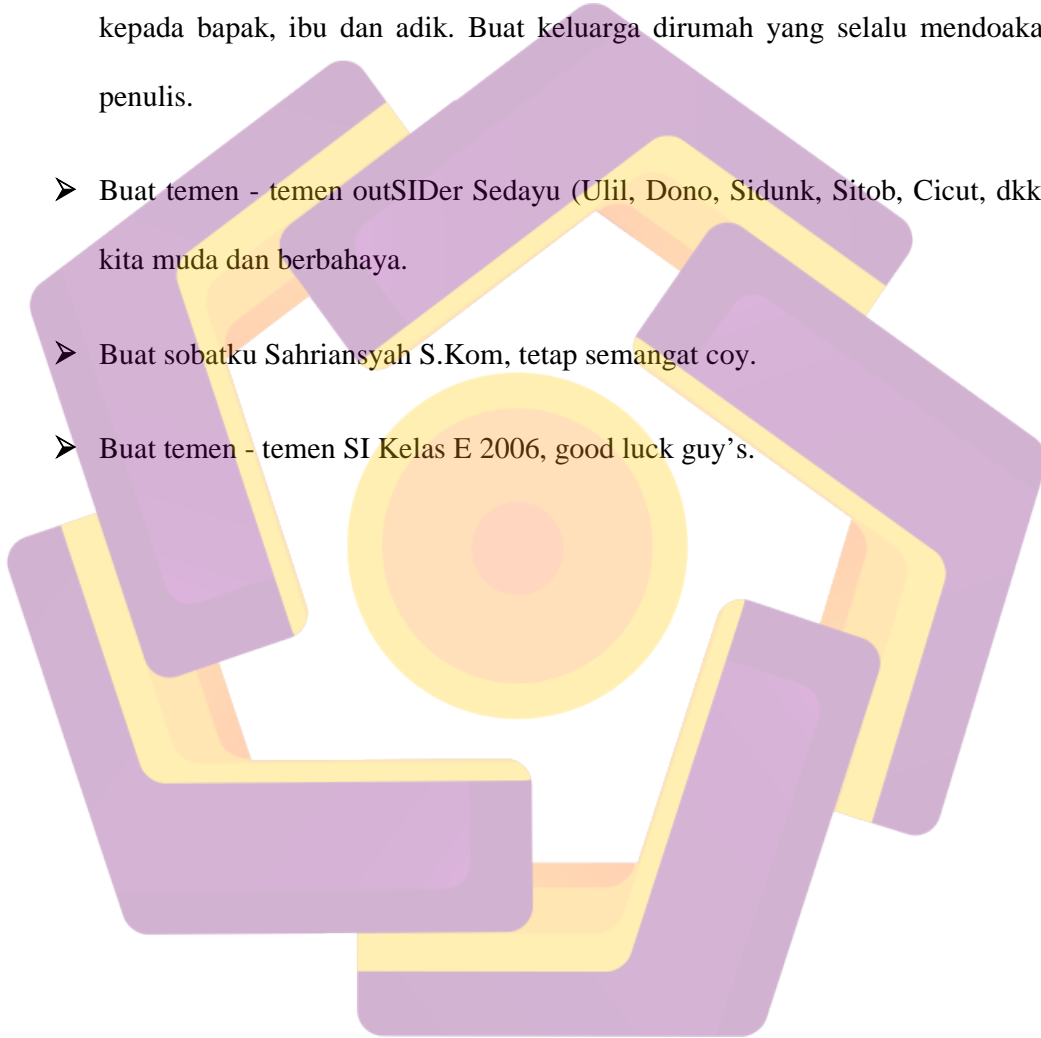 kepada bapak, ibu dan adik. Buat keluarga dirumah yang selalu mendoaka
penulis.
➢ Buat temen - temen outSIDer Sedayu (Ulil, Dono, Sidunk, Sitob, Cicut, dkk
kita muda dan berbahaya.
➢ Buat sobatku Sahriansyah S.Kom, tetap semangat coy.
➢ Buat temen - temen SI Kelas E 2006, good luck guy’s.